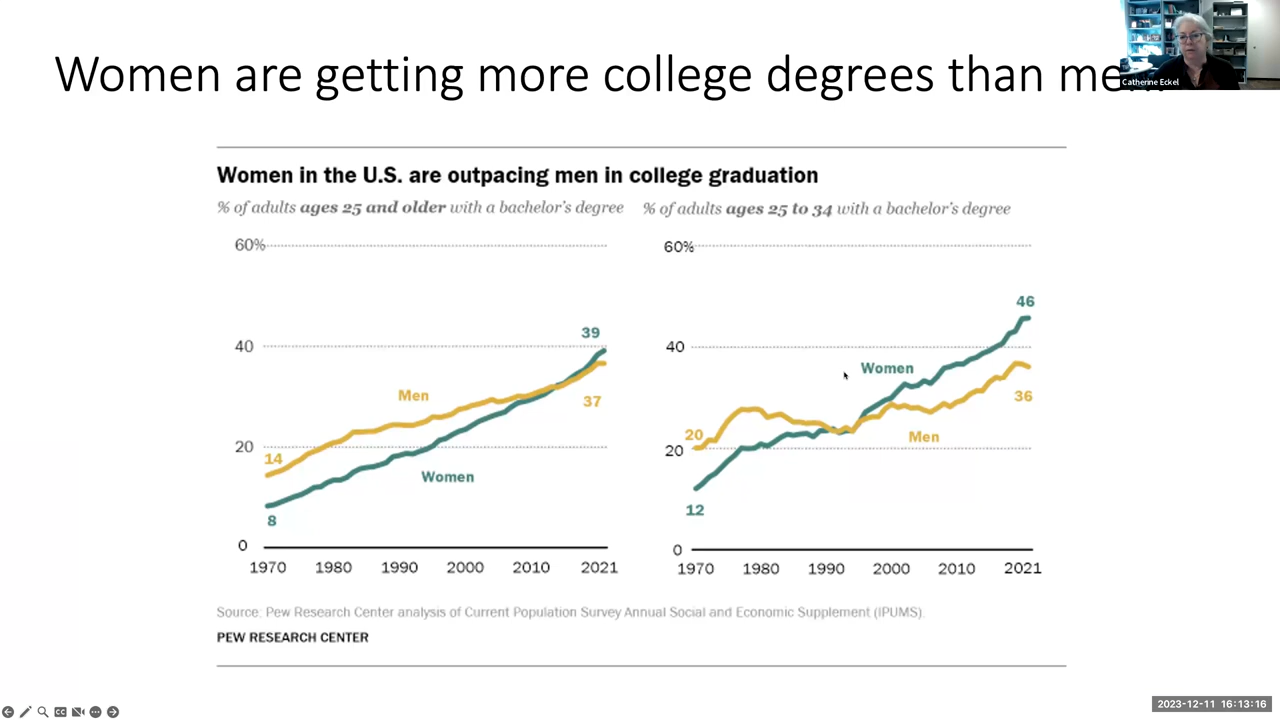 Women are getting more college degrees than
Catherine Eckel
Women in the U.S. are outpacing men in college graduation
% of adults ages 25 and older with a bachelor's degree
60%
40
20
0
Men
Women
14
8
39
37
1970 1980 1990 2000 2010 2021
% of adults ages 25 to 34 with a bachelor's degree
60%
40
20
0
Women
Men
20
12
46
36
1970 1980 1990 2000 2010 2021
Source: Pew Research Center analysis of Current Population Survey Annual Social and Economic Supplement (IPUMS).
PEW RESEARCH CENTER
CC
2023-12-11 16:13:16